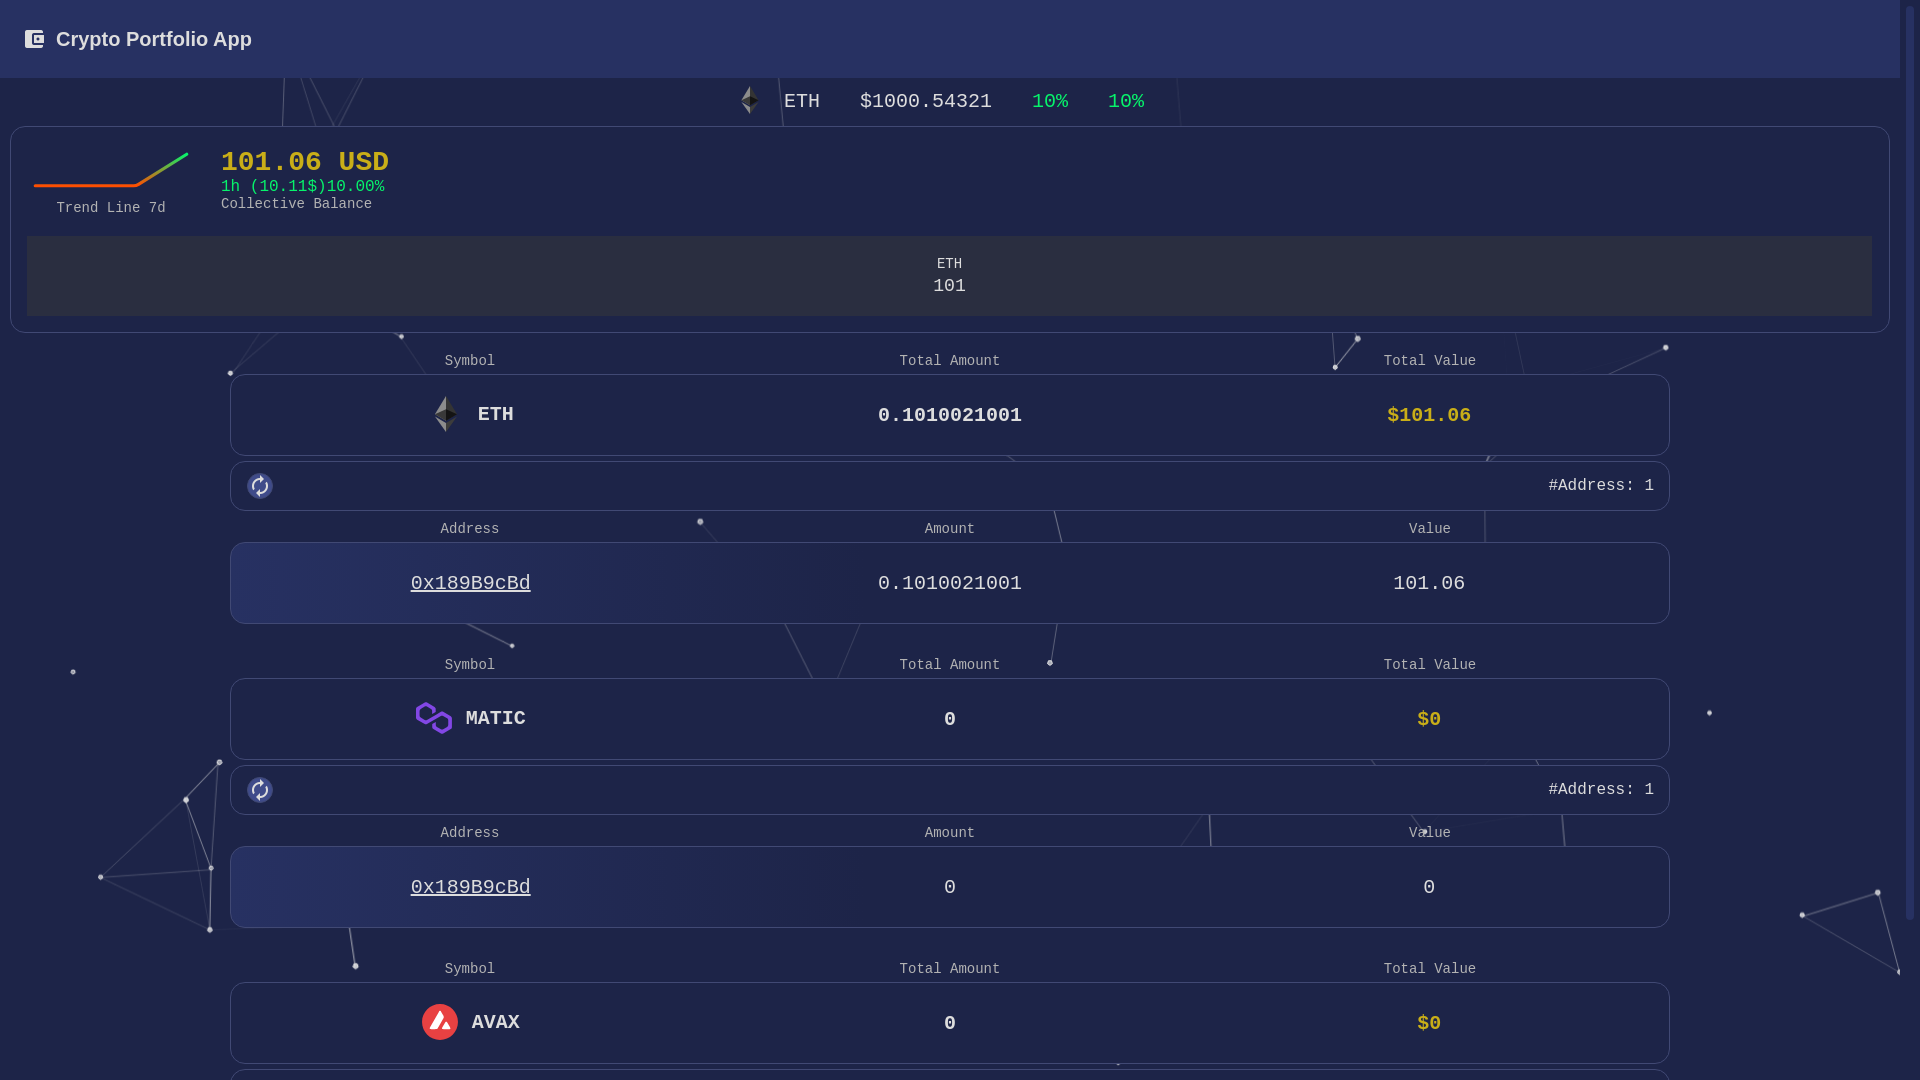 Crypto Portfolio App
ETH $1000.54321 10% 10%
101.06 USD
1h (10.11$)10.00%
Collective Balance
Trend Line 7d
ETH
101
Symbol Total Amount Total Value
ETH 0.1010021001 $101.06
#Address: 1
Address Amount Value
0x189B9cBd 0.1010021001 101.06
Symbol Total Amount Total Value
MATIC 0 $0
#Address: 1
Address Amount Value
0x189B9cBd 0 0
Symbol Total Amount Total Value
AVAX 0 $0